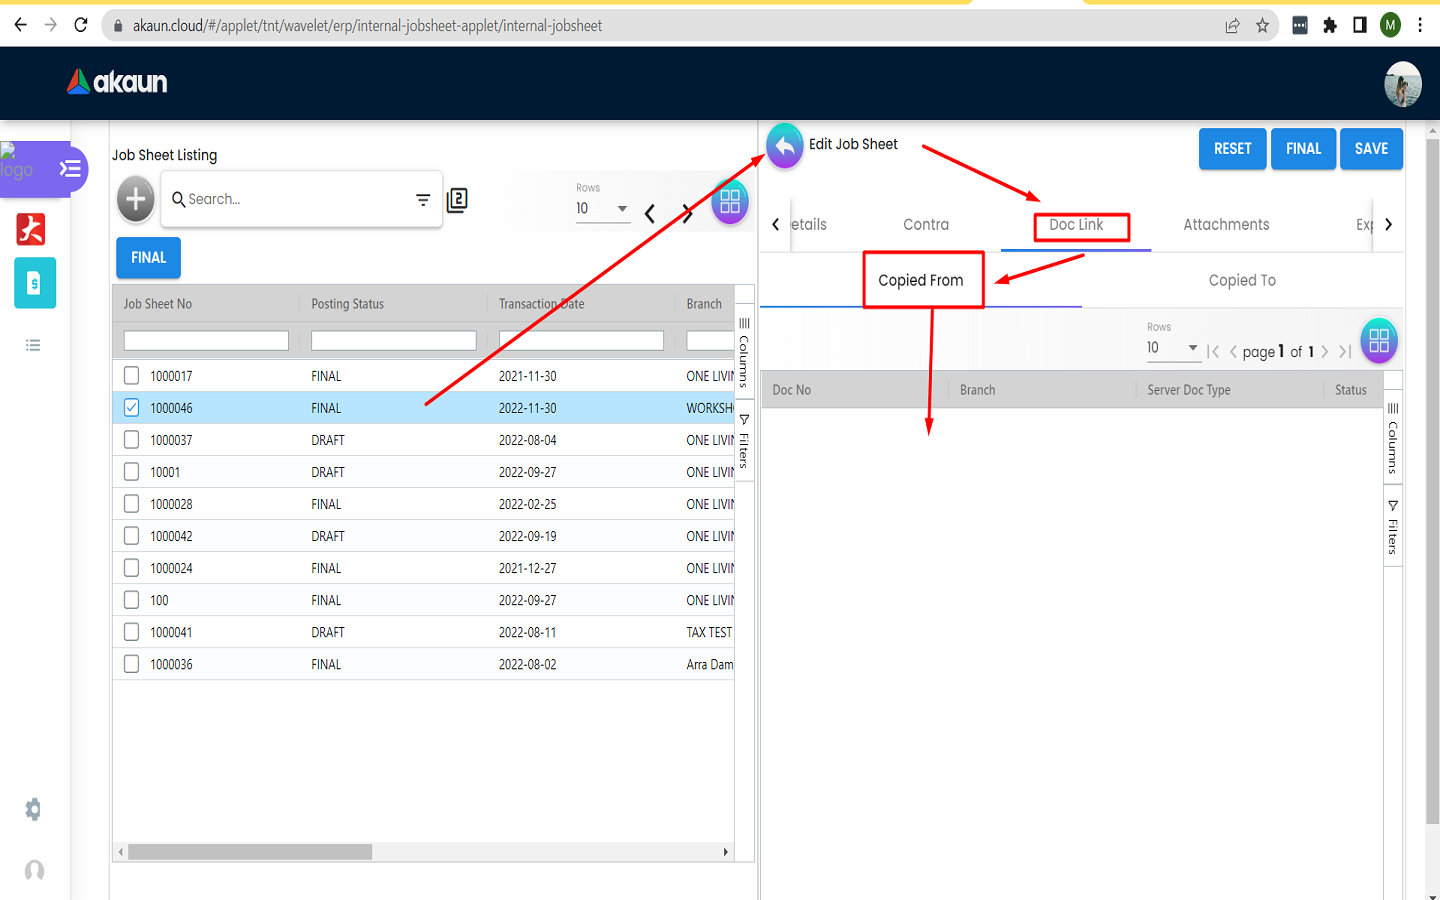 akaun.cloud/#/applet/tnt/wavelet/erp/internal-jobsheet-applet/internal-jobsheet
M
akaun
logo
Job Sheet Listing
Search...
2
Rows
10
FINAL
Job Sheet No Posting Status Transaction Date Branch
1000017 FINAL 2021-11-30 ONE LIVIN
1000046 FINAL 2022-11-30 WORKSHO
1000037 DRAFT 2022-08-04 ONE LIVIN
10001 DRAFT 2022-09-27 ONE LIVIN
1000028 FINAL 2022-02-25 ONE LIVIN
1000042 DRAFT 2022-09-19 ONE LIVIN
1000024 FINAL 2021-12-27 ONE LIVIN
100 FINAL 2022-09-27 ONE LIVIN
1000041 DRAFT 2022-08-11 TAX TEST
1000036 FINAL 2022-08-02 Arra Dam
Columns
Filters
Edit Job Sheet
RESET FINAL SAVE
etails Contra Doc Link Attachments Exp
Copied From Copied To
Rows
10
page 1 of 1
Doc No Branch Server Doc Type Status
Columns
Filters